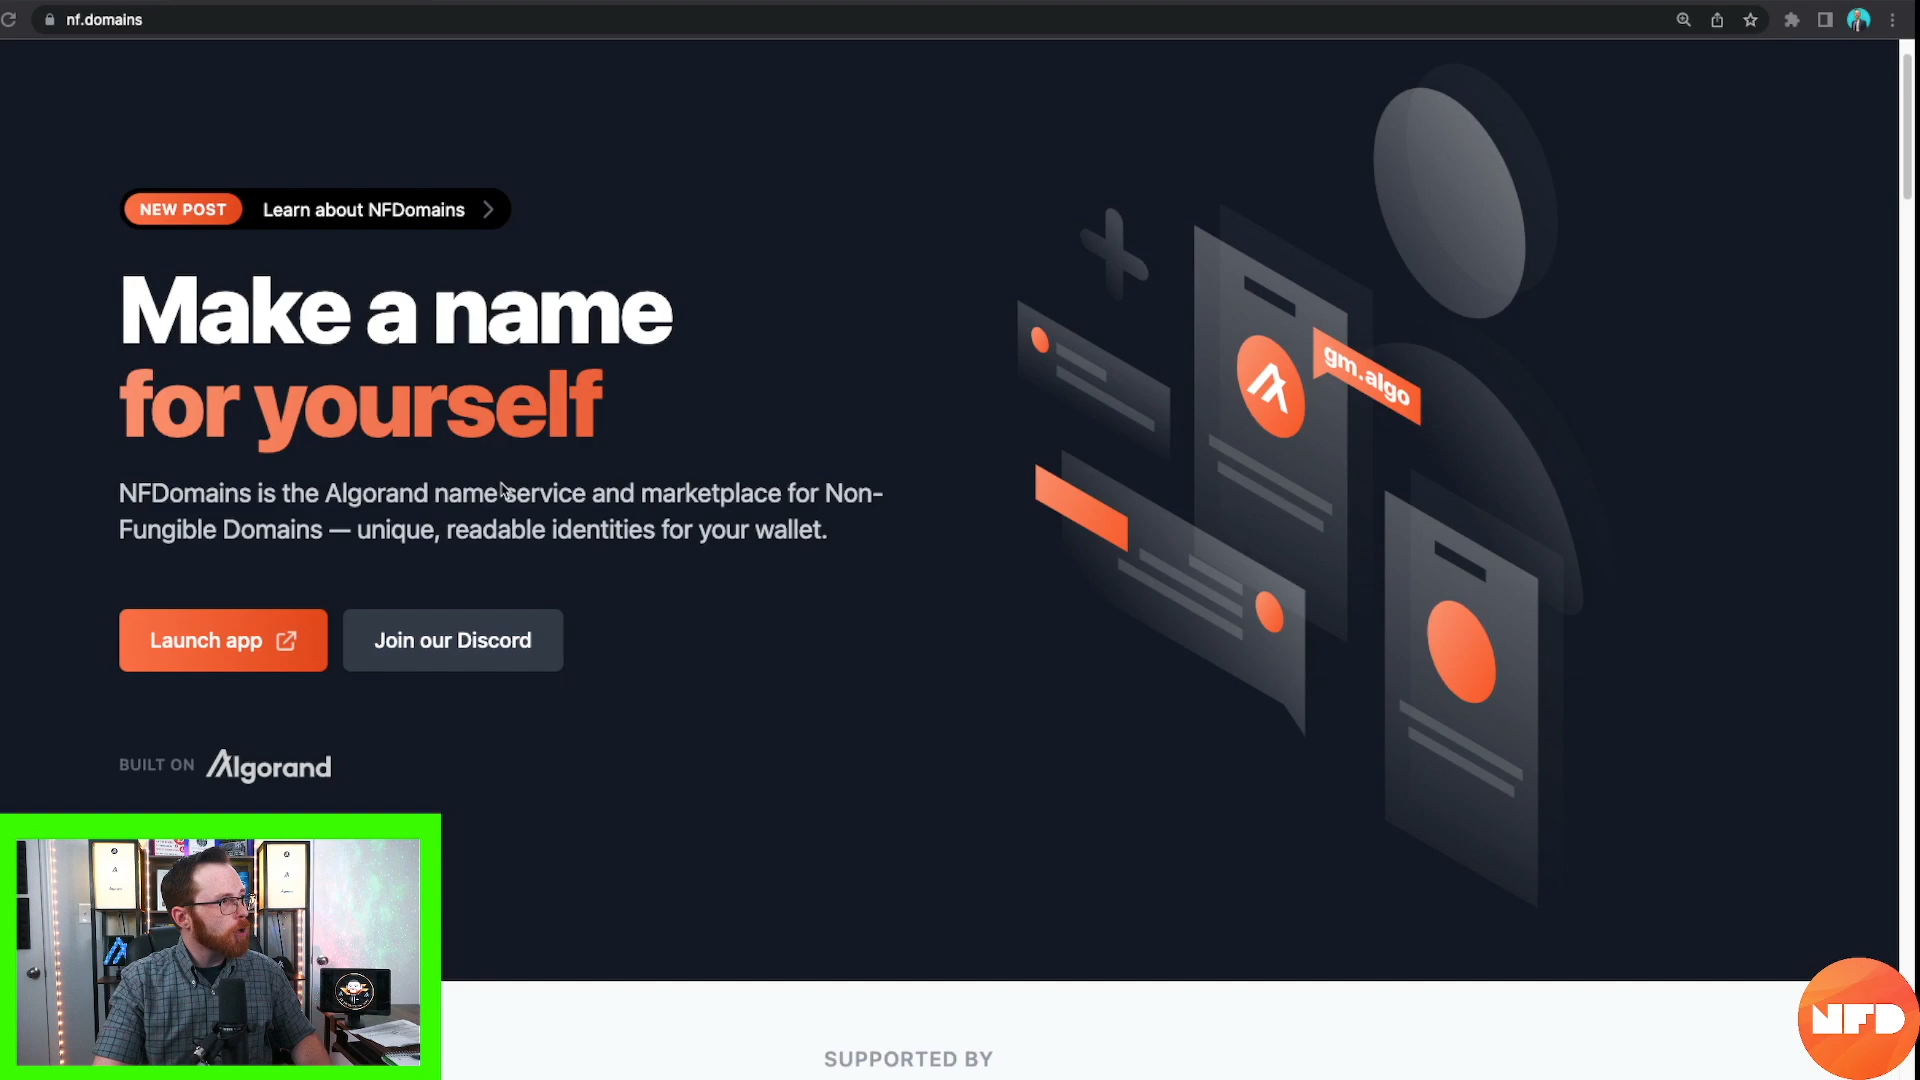 nf.domains
NEW POST Learn about NFDomains
Make a name
for yourself
NFDomains is the Algorand name service and marketplace for Non-
Fungible Domains — unique, readable identities for your wallet.
Launch app
Join our Discord
BUILT ON Algorand
gm.algo
SUPPORTED BY
NFD